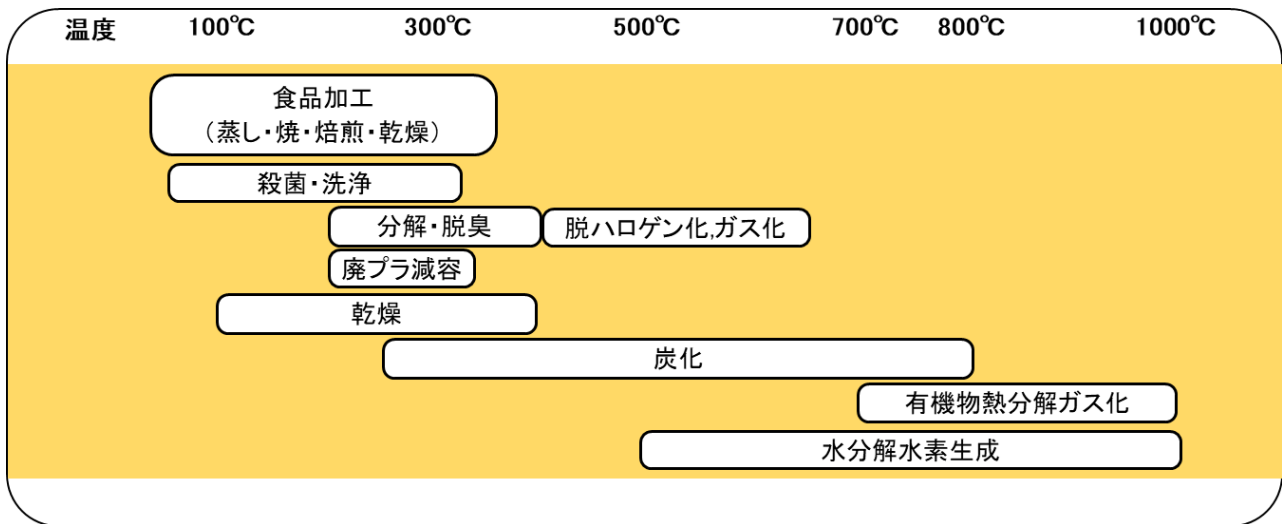 温度 100℃ 300℃ 500℃ 700℃ 800℃ 1000℃
食品加工
（蒸し・焼・焙煎・乾燥）
殺菌・洗浄
分解・脱臭 脱ハロゲン化,ガス化
廃プラ減容
乾燥
炭化
有機物熱分解ガス化
水分解水素生成